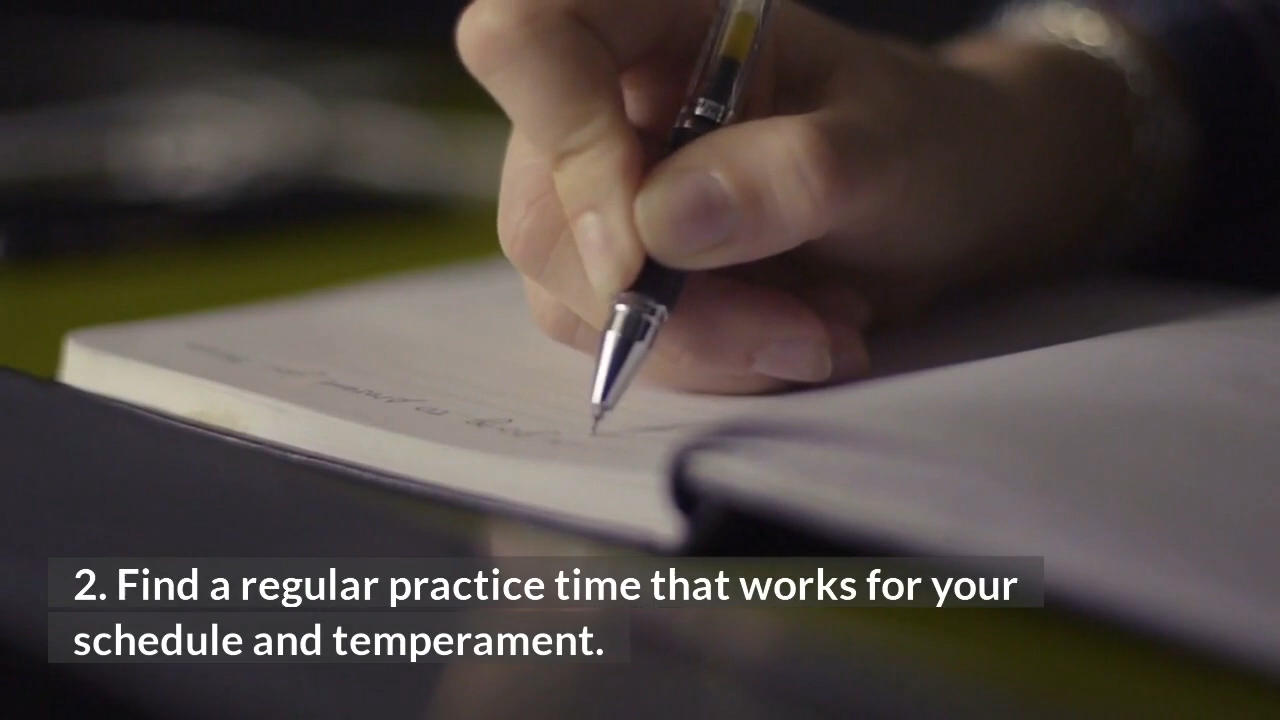 2. Find a regular practice time that works for your
schedule and temperament.